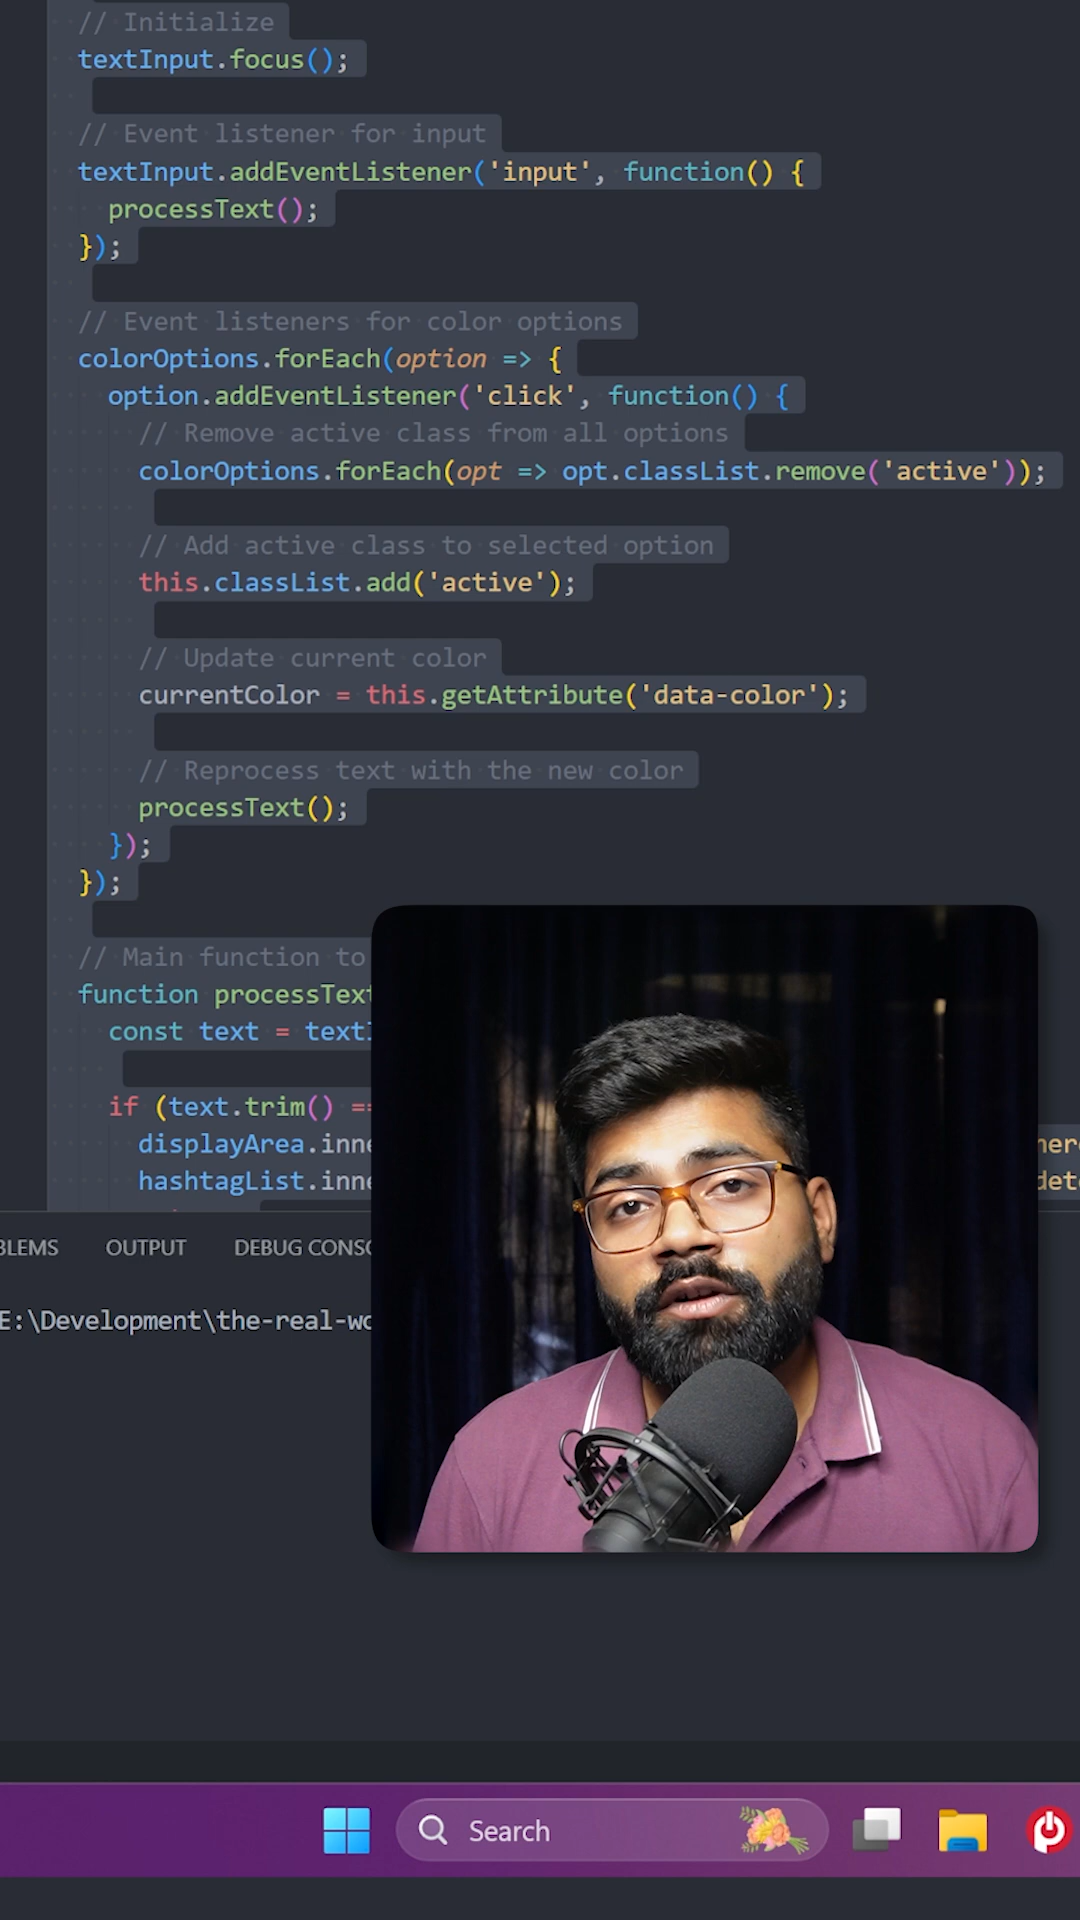 // Initialize
textInput.focus();
// Event listener for input
textInput.addEventListener('input', function() {
processText();
});
// Event listeners for color options
colorOptions.forEach(option => {
option.addEventListener('click', function() {
// Remove active class from all options
colorOptions.forEach(opt => opt.classList.remove('active'));
// Add active class to selected option
this.classList.add('active');
// Update current color
currentColor = this.getAttribute('data-color');
// Reprocess text with the new color
processText();
});
});
// Main function to
function processText
const text = textI
if (text.trim() ==
displayArea.inne here
hashtagList.inne dete
BLEMS OUTPUT DEBUG CONSO
E:\Development\the-real-wo
Search